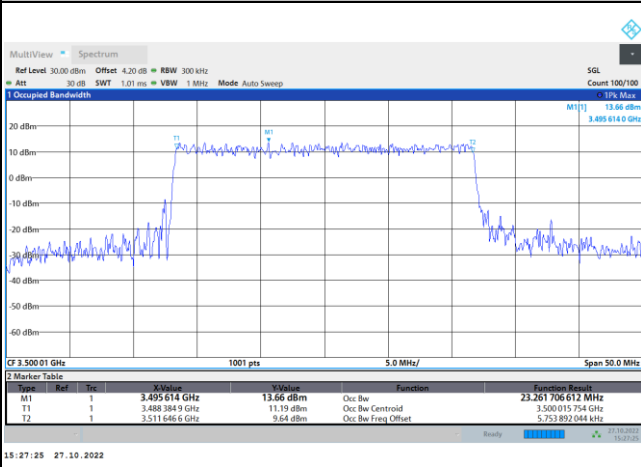 MultiView Spectrum
Ref Level 30.00 dBm Offset 4.20 dB RBW 300 kHz SGL
Att 30 dB SWT 1.01 ms VBW 1 MHz Mode Auto Sweep Count 100/100
1 Occupied Bandwidth 1Pk Max
M1[1] 13.66 dBm
3.495 614 0 GHz
20 dBm
T1
M1
T2
10 dBm
0 dBm
-10 dBm
-20 dBm
-30 dBm
-40 dBm
-50 dBm
-60 dBm
CF 3.500 01 GHz 1001 pts 5.0 MHz/ Span 50.0 MHz
2 Marker Table
Type Ref Trc X-Value Y-Value Function Function Result
M1 1 3.495 614 GHz 13.66 dBm Occ Bw 23.261 706 612 MHz
T1 1 3.488 384 9 GHz 11.19 dBm Occ Bw Centroid 3.500 015 754 GHz
T2 1 3.511 646 6 GHz 9.64 dBm Occ Bw Freq Offset 5.753 892 044 kHz
Ready 27.10.2022
15:27:25
15:27:25 27.10.2022